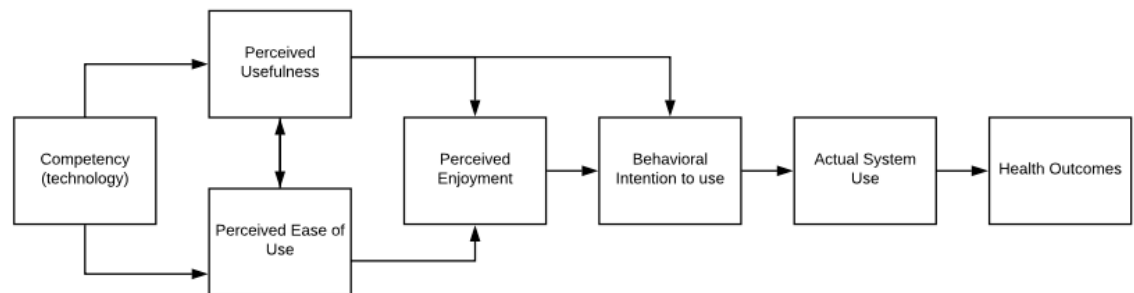 Perceived
Usefulness
Competency
(technology)
Perceived
Enjoyment
Behavioral
Intention to use
Actual System
Use
Health Outcomes
Perceived Ease of
Use